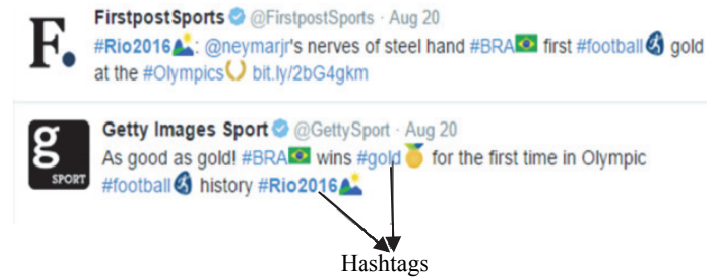 F.
FirstpostSports @FirstpostSports · Aug 20
#Rio2016: @neymarjr's nerves of steel hand #BRA first #football gold
at the #Olympics bit.ly/2bG4gkm
g
SPORT
Getty Images Sport @GettySport · Aug 20
As good as gold! #BRA wins #gold for the first time in Olympic
#football history #Rio2016
Hashtags